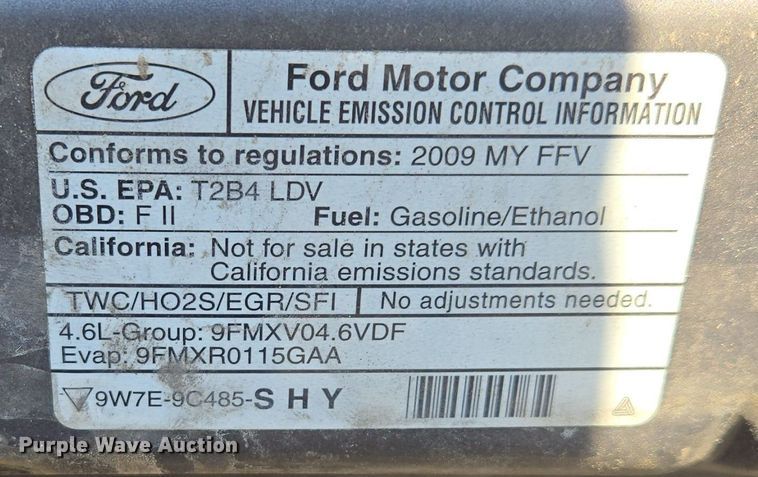 Ford
Ford Motor Company
VEHICLE EMISSION CONTROL INFORMATION
Conforms to regulations: 2009 MY FFV
U.S. EPA: T2B4 LDV
OBD: F II Fuel: Gasoline/Ethanol
California: Not for sale in states with
California emissions standards.
TWC/HO2S/EGR/SFI No adjustments needed.
4.6L-Group: 9FMXV04.6VDF
Evap: 9FMXR0115GAA
9W7E-9C485-S H Y
Purple Wave Auction